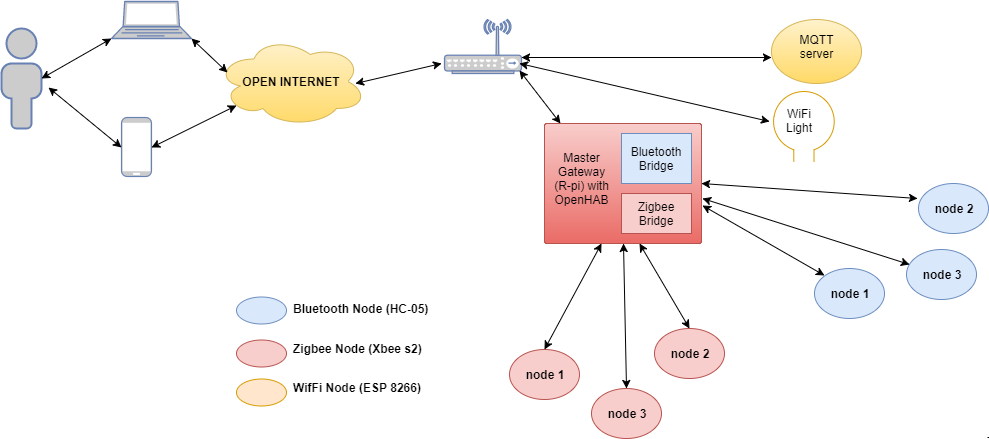 OPEN INTERNET
MQTT
server
WiFi
Light
Master
Gateway
(R-pi) with
OpenHAB
Bluetooth
Bridge
Zigbee
Bridge
node 2
node 3
node 1
Bluetooth Node (HC-05)
Zigbee Node (Xbee s2)
WifFi Node (ESP 8266)
node 1
node 2
node 3